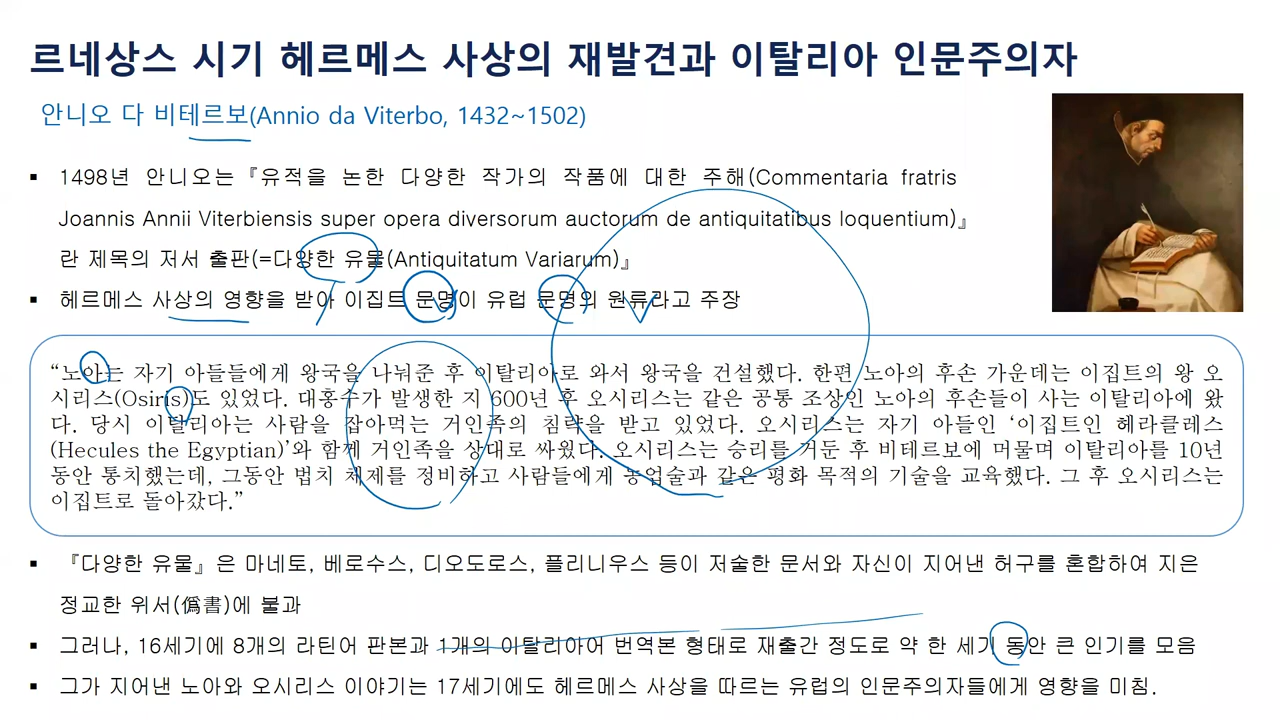 르네상스 시기 헤르메스 사상의 재발견과 이탈리아 인문주의자
안니오 다 비테르보(Annio da Viterbo, 1432~1502)
▪ 1498년 안니오는『유적을 논한 다양한 작가의 작품에 대한 주해(Commentaria fratris
Joannis Annii Viterbiensis super opera diversorum auctorum de antiquitatibus loquentium)』
란 제목의 저서 출판(=다양한 유물(Antiquitatum Variarum)』
▪ 헤르메스 사상의 영향을 받아 이집트 문명이 유럽 문명의 원류라고 주장
“노아는 자기 아들들에게 왕국을 나눠준 후 이탈리아로 와서 왕국을 건설했다. 한편 노아의 후손 가운데는 이집트의 왕 오
시리스(Osiris)도 있었다. 대홍수가 발생한 지 600년 후 오시리스는 같은 공통 조상인 노아의 후손들이 사는 이탈리아에 왔
다. 당시 이탈리아는 사람을 잡아먹는 거인족의 침략을 받고 있었다. 오시리스는 자기 아들인 ‘이집트인 헤라클레스
(Hecules the Egyptian)’와 함께 거인족을 상대로 싸웠다. 오시리스는 승리를 거둔 후 비테르보에 머물며 이탈리아를 10년
동안 통치했는데, 그동안 법치 체제를 정비하고 사람들에게 농업술과 같은 평화 목적의 기술을 교육했다. 그 후 오시리스는
이집트로 돌아갔다.”
▪ 『다양한 유물』은 마네토, 베로수스, 디오도로스, 플리니우스 등이 저술한 문서와 자신이 지어낸 허구를 혼합하여 지은
정교한 위서(僞書)에 불과
▪ 그러나, 16세기에 8개의 라틴어 판본과 1개의 이탈리아어 번역본 형태로 재출간 정도로 약 한 세기 동안 큰 인기를 모음
▪ 그가 지어낸 노아와 오시리스 이야기는 17세기에도 헤르메스 사상을 따르는 유럽의 인문주의자들에게 영향을 미침.